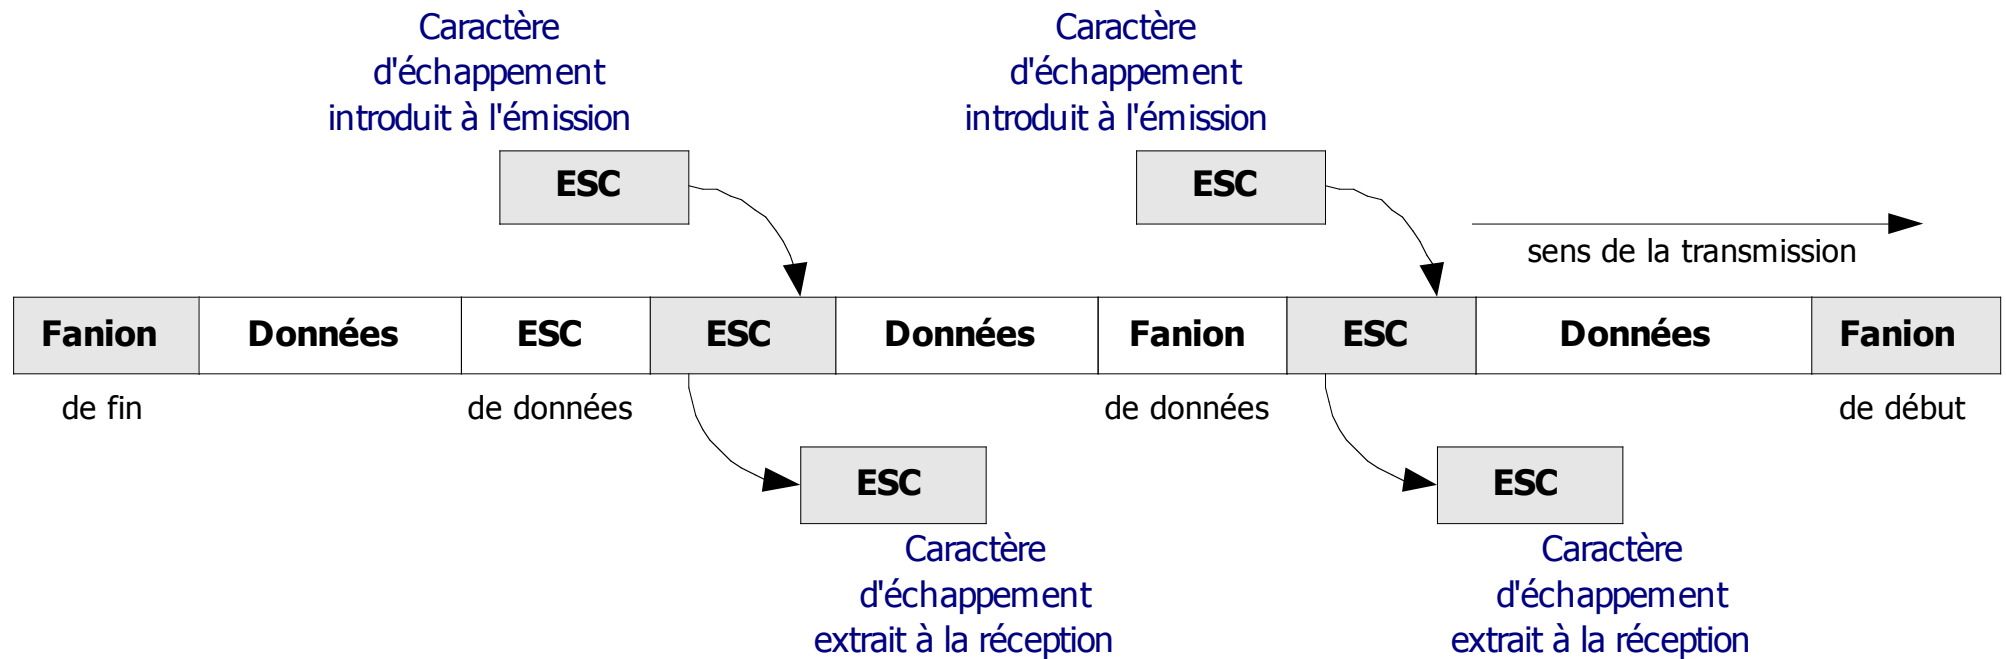 Caractère
d'échappement
introduit à l'émission
Caractère
d'échappement
introduit à l'émission
ESC
ESC
sens de la transmission
Fanion Données ESC ESC Données Fanion ESC Données Fanion
de fin de données de données de début
ESC
ESC
Caractère
d'échappement
extrait à la réception
Caractère
d'échappement
extrait à la réception